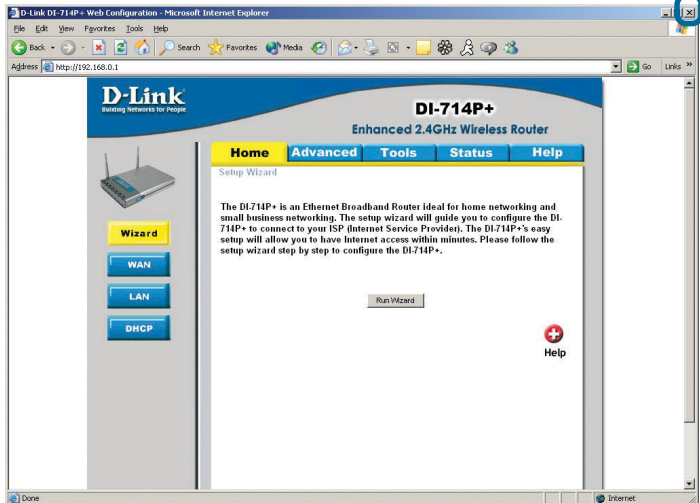 D-Link DI-714P+ Web Configuration - Microsoft Internet Explorer
File Edit View Favorites Tools Help
Back Search Favorites Media
Address http://192.168.0.1 Go Links »
D-Link
Building Networks for People
DI-714P+
Enhanced 2.4GHz Wireless Router
Home Advanced Tools Status Help
Setup Wizard
The DI-714P+ is an Ethernet Broadband Router ideal for home networking and
small business networking. The setup wizard will guide you to configure the DI-
714P+ to connect to your ISP (Internet Service Provider). The DI-714P+'s easy
setup will allow you to have Internet access within minutes. Please follow the
setup wizard step by step to configure the DI-714P+.
Wizard
WAN
LAN
DHCP
Run Wizard
Help
Done Internet